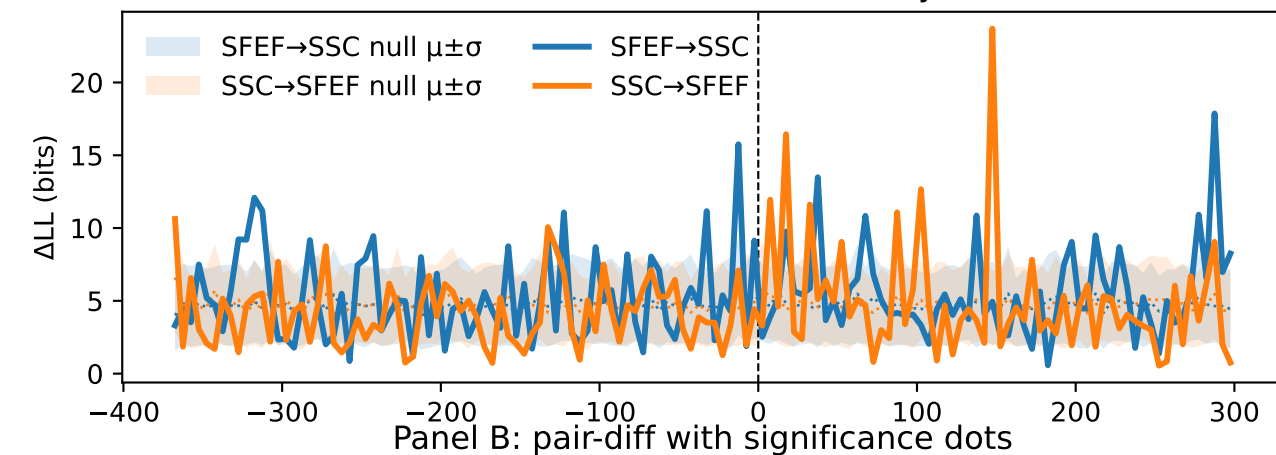 SFEF→SSC null μ±σ
SSC→SFEF null μ±σ
SFEF→SSC
SSC→SFEF
ΔLL (bits)
20
15
10
5
0
−400 −300 −200 −100 0 100 200 300
Panel B: pair-diff with significance dots